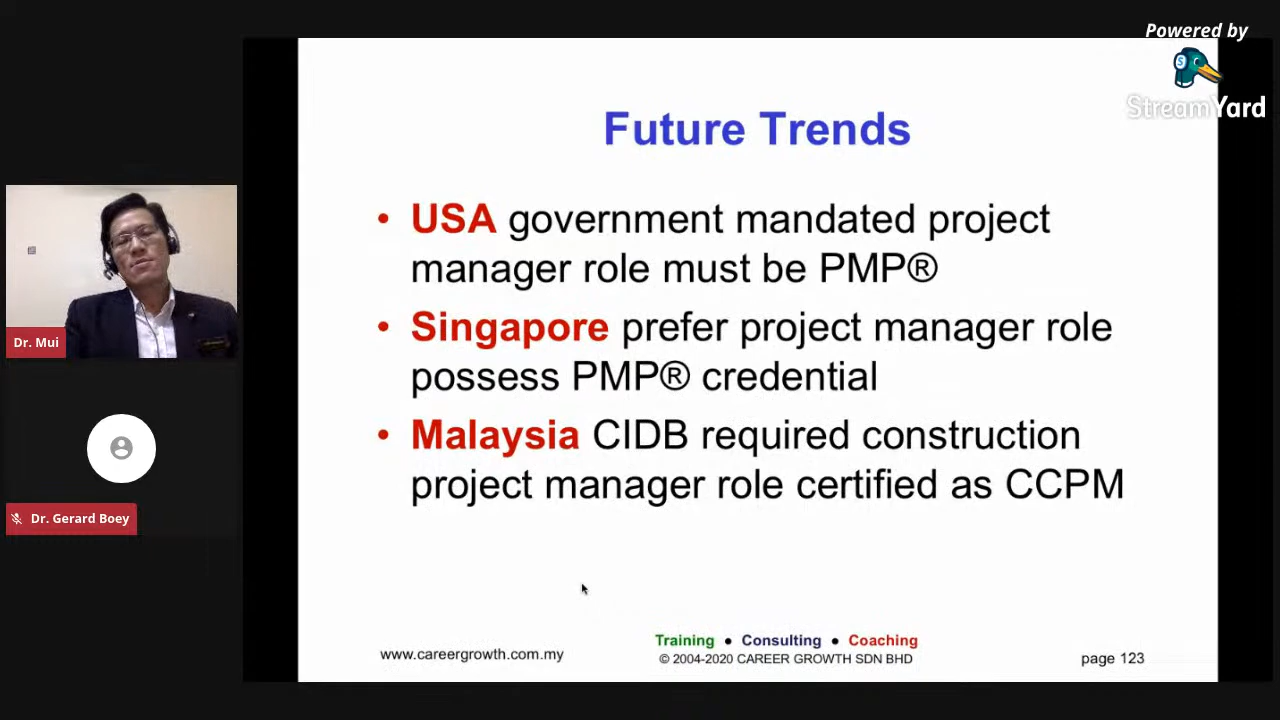 Powered by
StreamYard
Future Trends
• USA government mandated project
manager role must be PMP®
• Singapore prefer project manager role
possess PMP® credential
• Malaysia CIDB required construction
project manager role certified as CCPM
Dr. Mui
Dr. Gerard Boey
www.careergrowth.com.my
Training ● Consulting ● Coaching
© 2004-2020 CAREER GROWTH SDN BHD
page 123